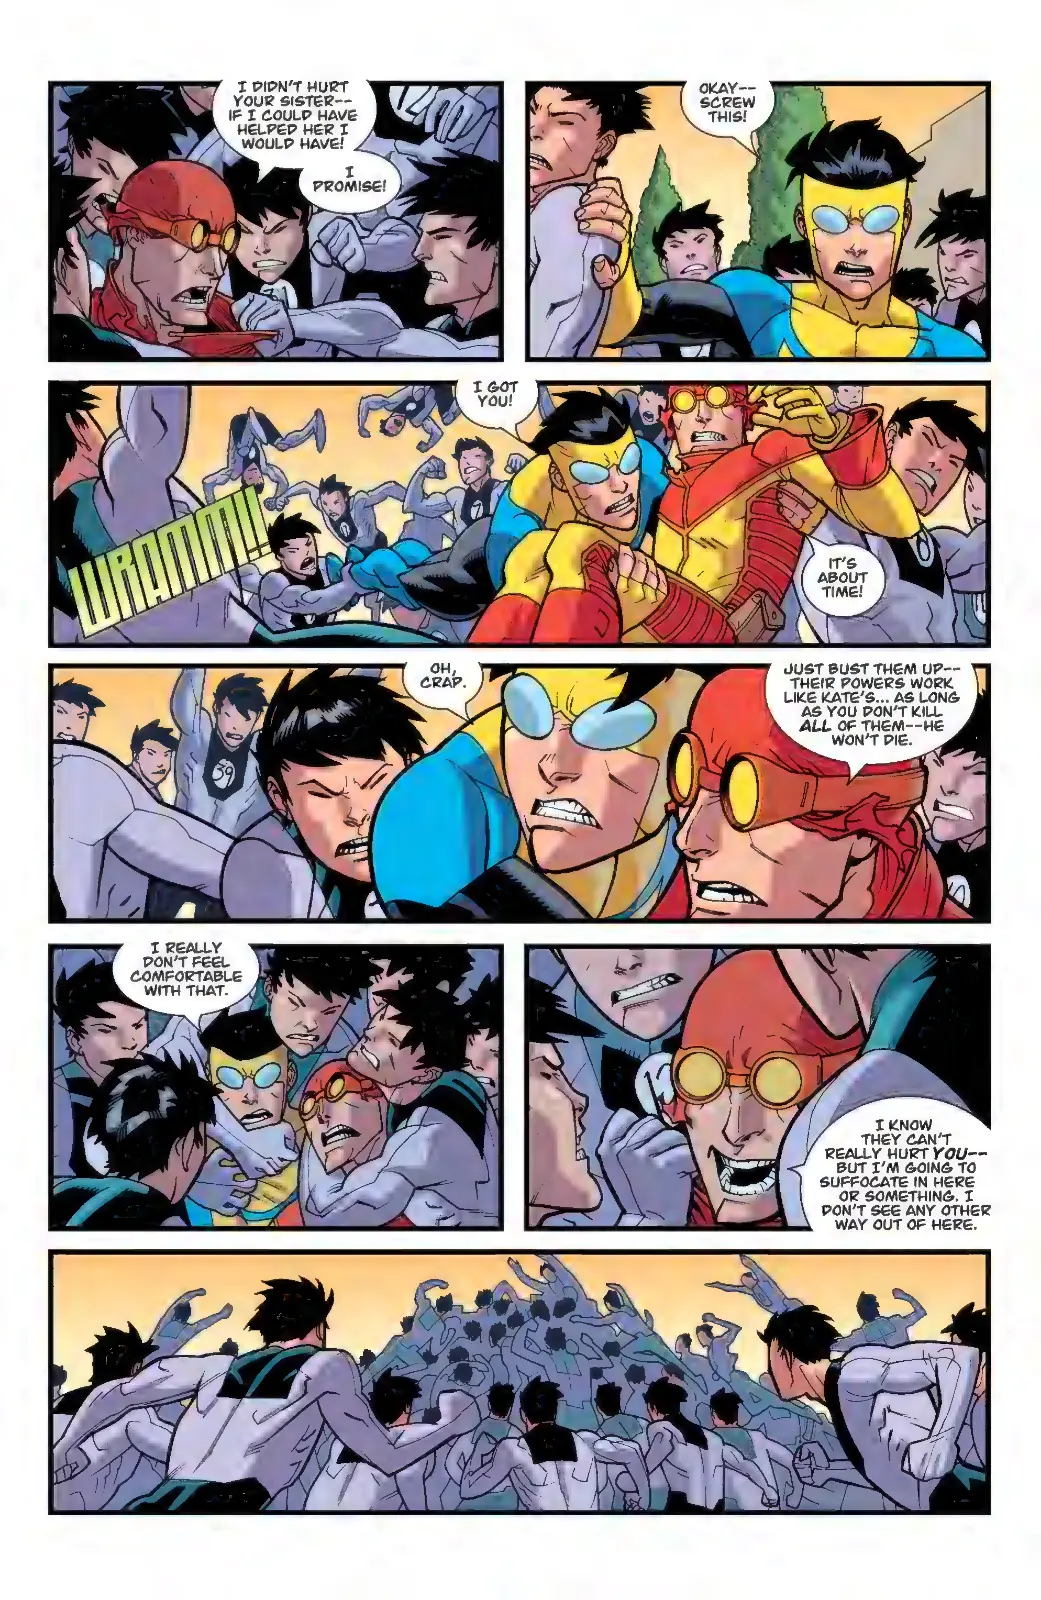 I DIDN'T HURT
YOUR SISTER--
IF I COULD HAVE
HELPED HER I
WOULD HAVE!
I
PROMISE!
OKAY--
SCREW
THIS!
I GOT
YOU!
WRAMM!!
7
IT'S
ABOUT
TIME!
OH,
CRAP.
JUST BUST THEM UP--
THEIR POWERS WORK
LIKE KATE'S... AS LONG
AS YOU DON'T KILL
ALL OF THEM--HE
WON'T DIE.
39
I REALLY
DON'T FEEL
COMFORTABLE
WITH THAT.
13
I KNOW
THEY CAN'T
REALLY HURT YOU--
BUT I'M GOING TO
SUFFOCATE IN HERE
OR SOMETHING. I
DON'T SEE ANY OTHER
WAY OUT OF HERE.